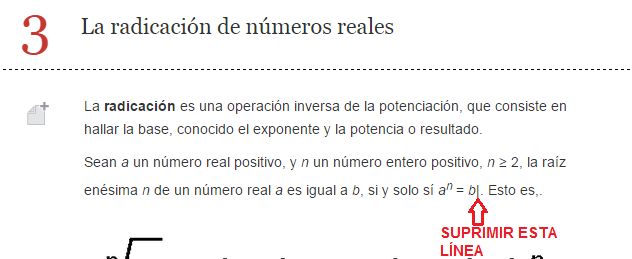 3 La radicación de números reales
La radicación es una operación inversa de la potenciación, que consiste en
hallar la base, conocido el exponente y la potencia o resultado.
Sean a un número real positivo, y n un número entero positivo, n ≥ 2, la raíz
enésima n de un número real a es igual a b, si y solo sí aⁿ = b|. Esto es,.
SUPRIMIR ESTA
LÍNEA